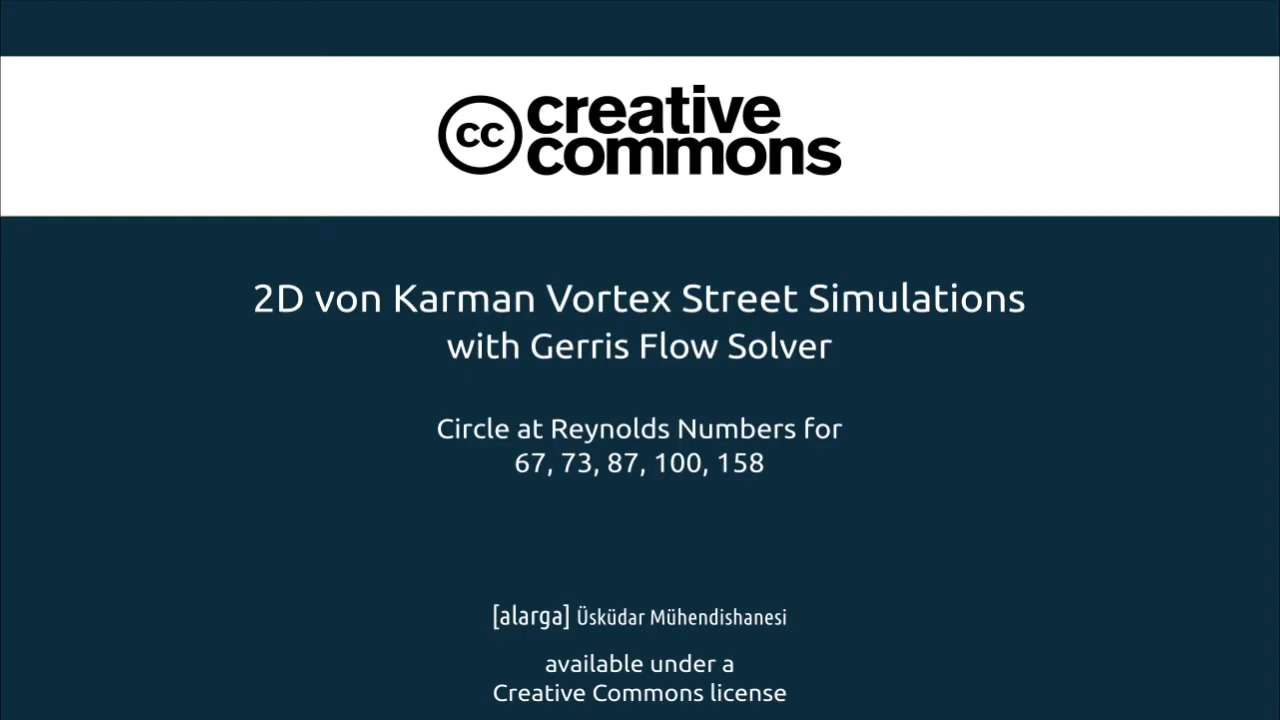 cc creative
commons
2D von Karman Vortex Street Simulations
with Gerris Flow Solver
Circle at Reynolds Numbers for
67, 73, 87, 100, 158
[alarga] Üsküdar Mühendishanesi
available under a
Creative Commons license